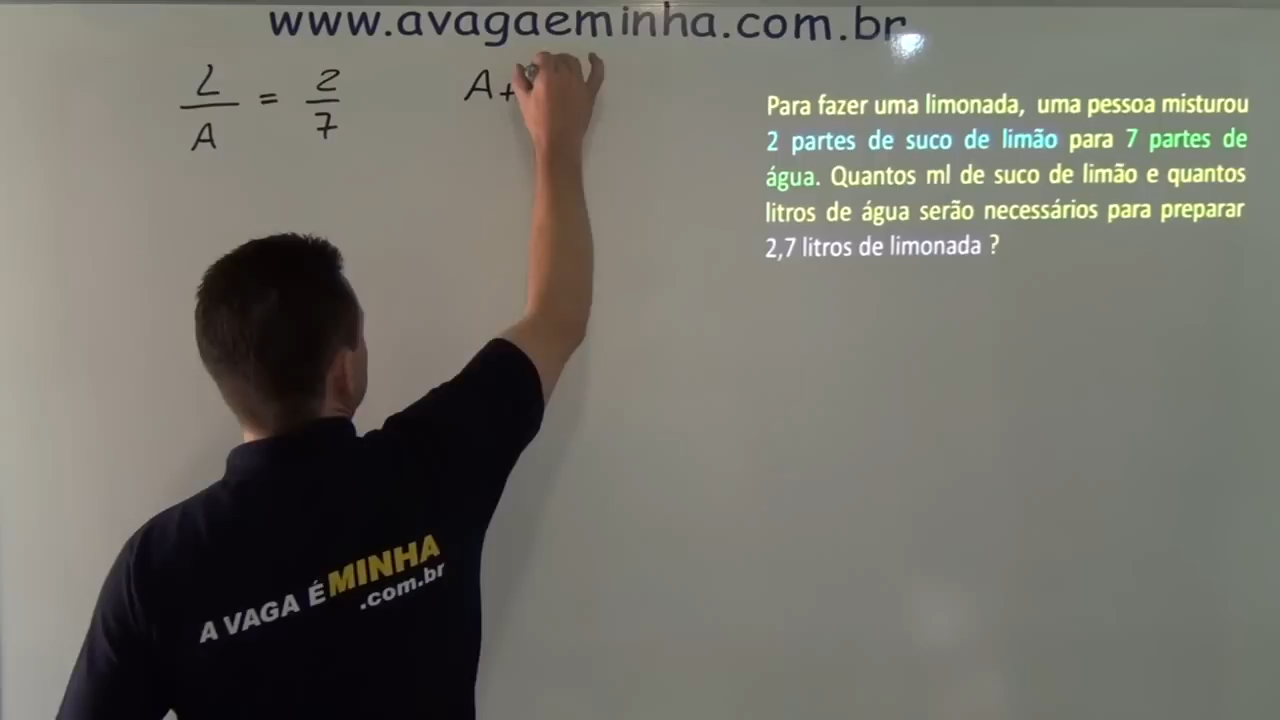 www.avagaeminha.com.br
L
A
=
2
7
A+
Para fazer uma limonada, uma pessoa misturou
2 partes de suco de limão para 7 partes de
água. Quantos ml de suco de limão e quantos
litros de água serão necessários para preparar
2,7 litros de limonada ?
A VAGA É MINHA
.com.br